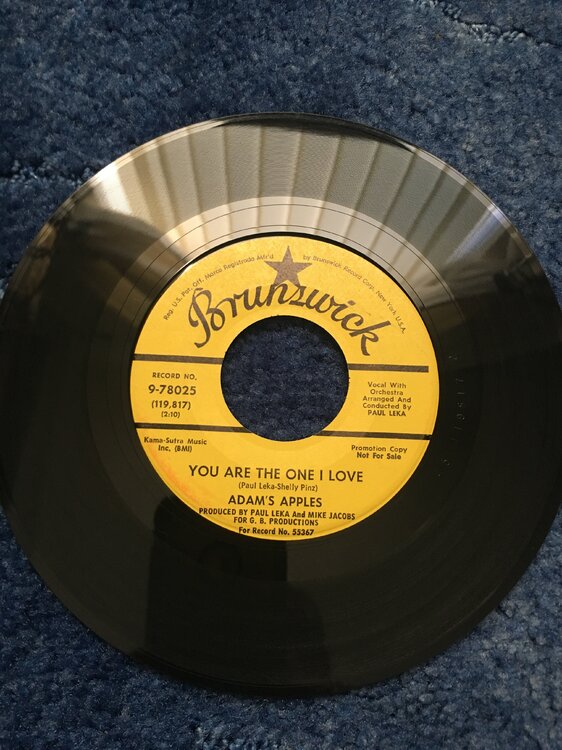 Reg. U.S. Pat. Off. Marca Registrada Mfr'd by Brunswick Record Corp. New York U.S.A.
Brunswick
RECORD NO.
9-78025
(119,817)
(2:10)
Vocal With
Orchestra
Arranged And
Conducted By
PAUL LEKA
Kama-Sutra Music
Inc, (BMI)
Promotion Copy
Not For Sale
YOU ARE THE ONE I LOVE
(Paul Leka-Shelly Pinz)
ADAM'S APPLES
PRODUCED BY PAUL LEKA And MIKE JACOBS
FOR G. B. PRODUCTIONS
For Record No. 55367